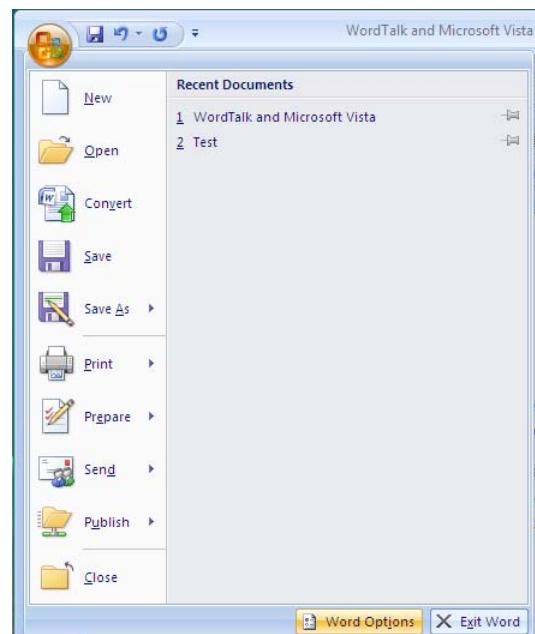 WordTalk and Microsoft Vista
New
Open
Convert
Save
Save As
Print
Prepare
Send
Publish
Close
Recent Documents
1 WordTalk and Microsoft Vista
2 Test
Word Options
Exit Word